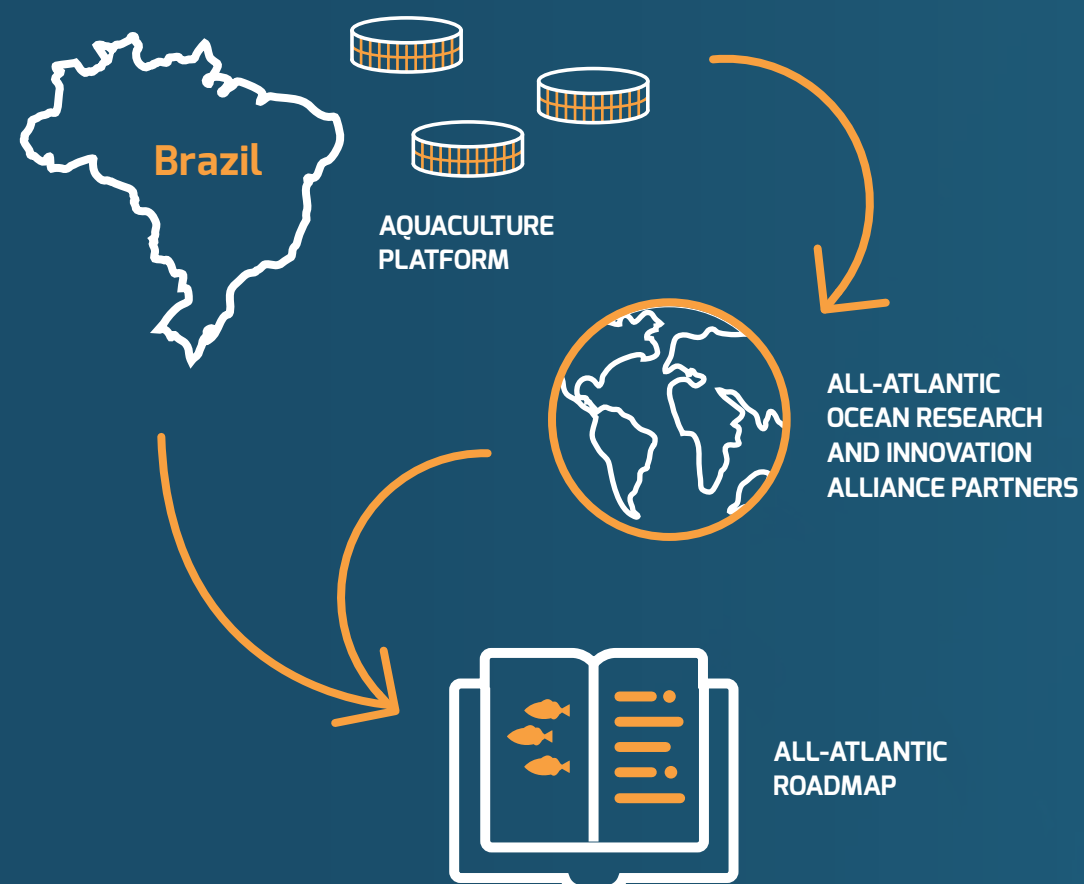 Brazil
AQUACULTURE
PLATFORM
ALL-ATLANTIC
OCEAN RESEARCH
AND INNOVATION
ALLIANCE PARTNERS
ALL-ATLANTIC
ROADMAP